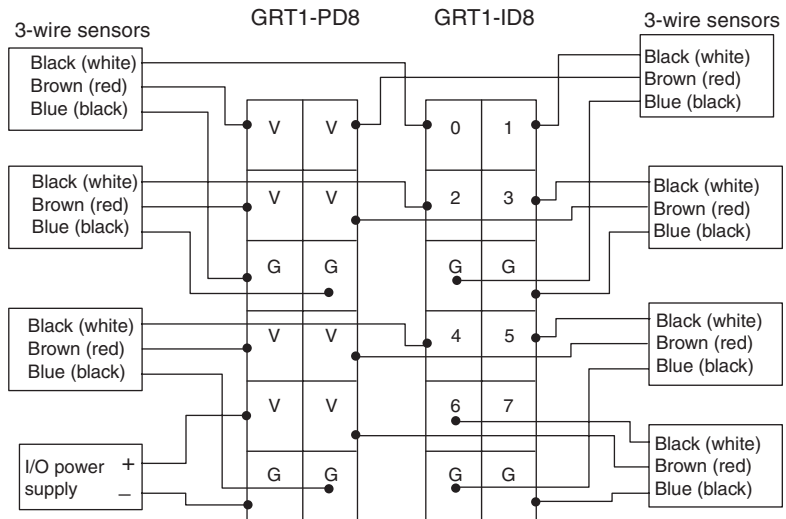 GRT1-PD8 GRT1-ID8
3-wire sensors
Black (white)
Brown (red)
Blue (black)
3-wire sensors
Black (white)
Brown (red)
Blue (black)
V V 0 1
Black (white)
Brown (red)
Blue (black)
V V 2 3
Black (white)
Brown (red)
Blue (black)
G G G G
Black (white)
Brown (red)
Blue (black)
V V 4 5
Black (white)
Brown (red)
Blue (black)
V V 6 7
I/O power +
supply –
G G G G
Black (white)
Brown (red)
Blue (black)